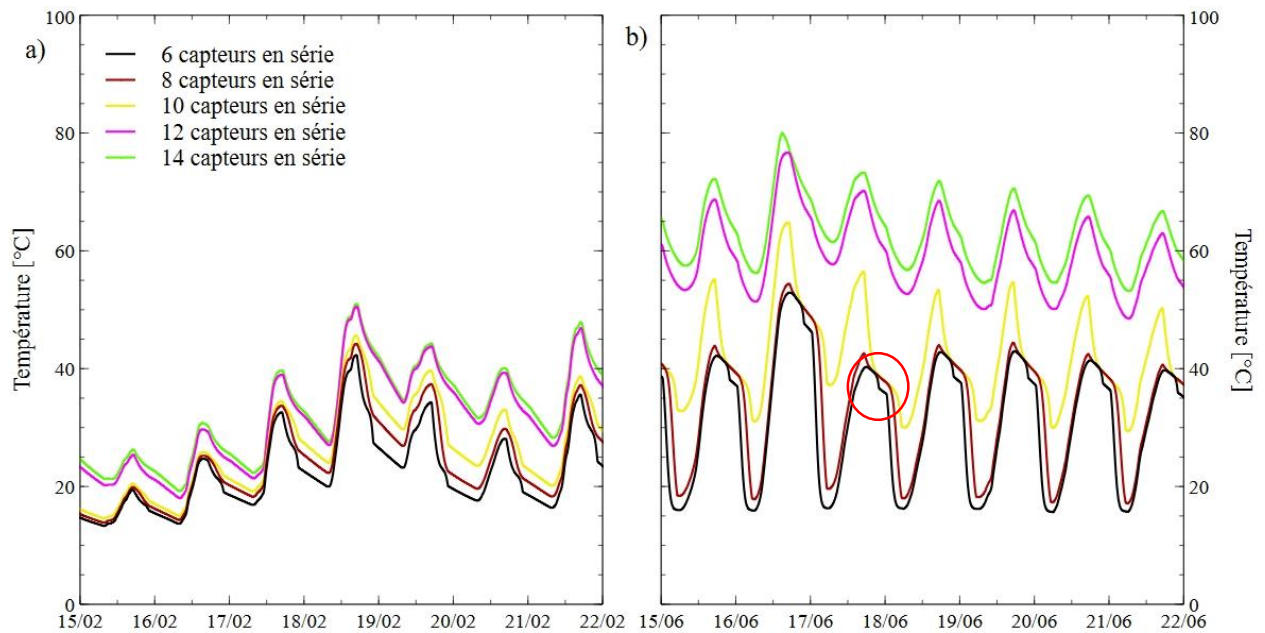 a)
6 capteurs en série
8 capteurs en série
10 capteurs en série
12 capteurs en série
14 capteurs en série
Température [°C]
100
80
60
40
20
0
15/02 16/02 17/02 18/02 19/02 20/02 21/02 22/02
b)
100
80
60
40
20
0
Température [°C]
15/06 16/06 17/06 18/06 19/06 20/06 21/06 22/06